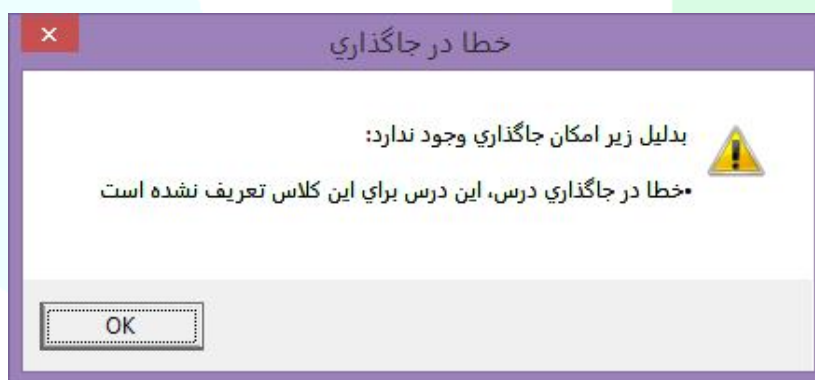 خطا در جاگذاري
بدليل زير امكان جاگذاري وجود ندارد:
•خطا در جاگذاري درس، اين درس براي اين كلاس تعريف نشده است
OK